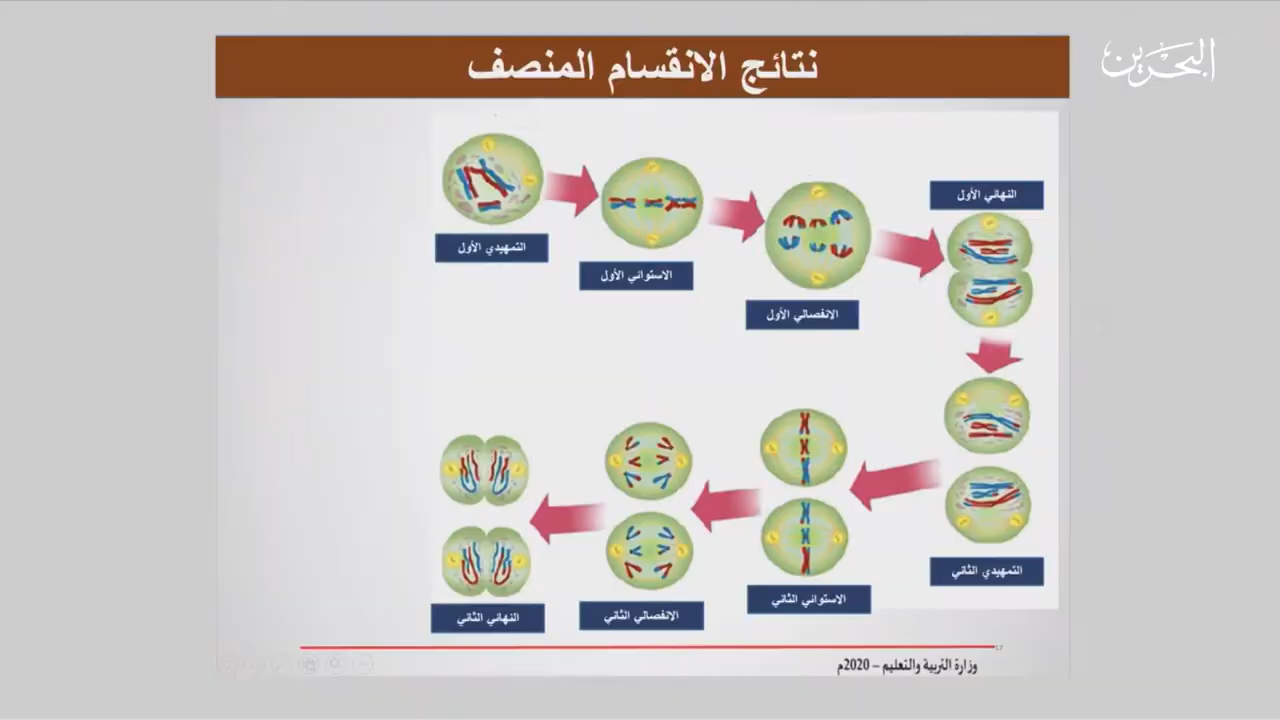 البحرين
نتائج الانقسام المنصف
النهائي الأول
التمهيدي الأول
الاستوائي الأول
الانفصالي الأول
التمهيدي الثاني
الاستوائي الثاني
الانفصالي الثاني
النهائي الثاني
17
وزارة التربية والتعليم – 2020م